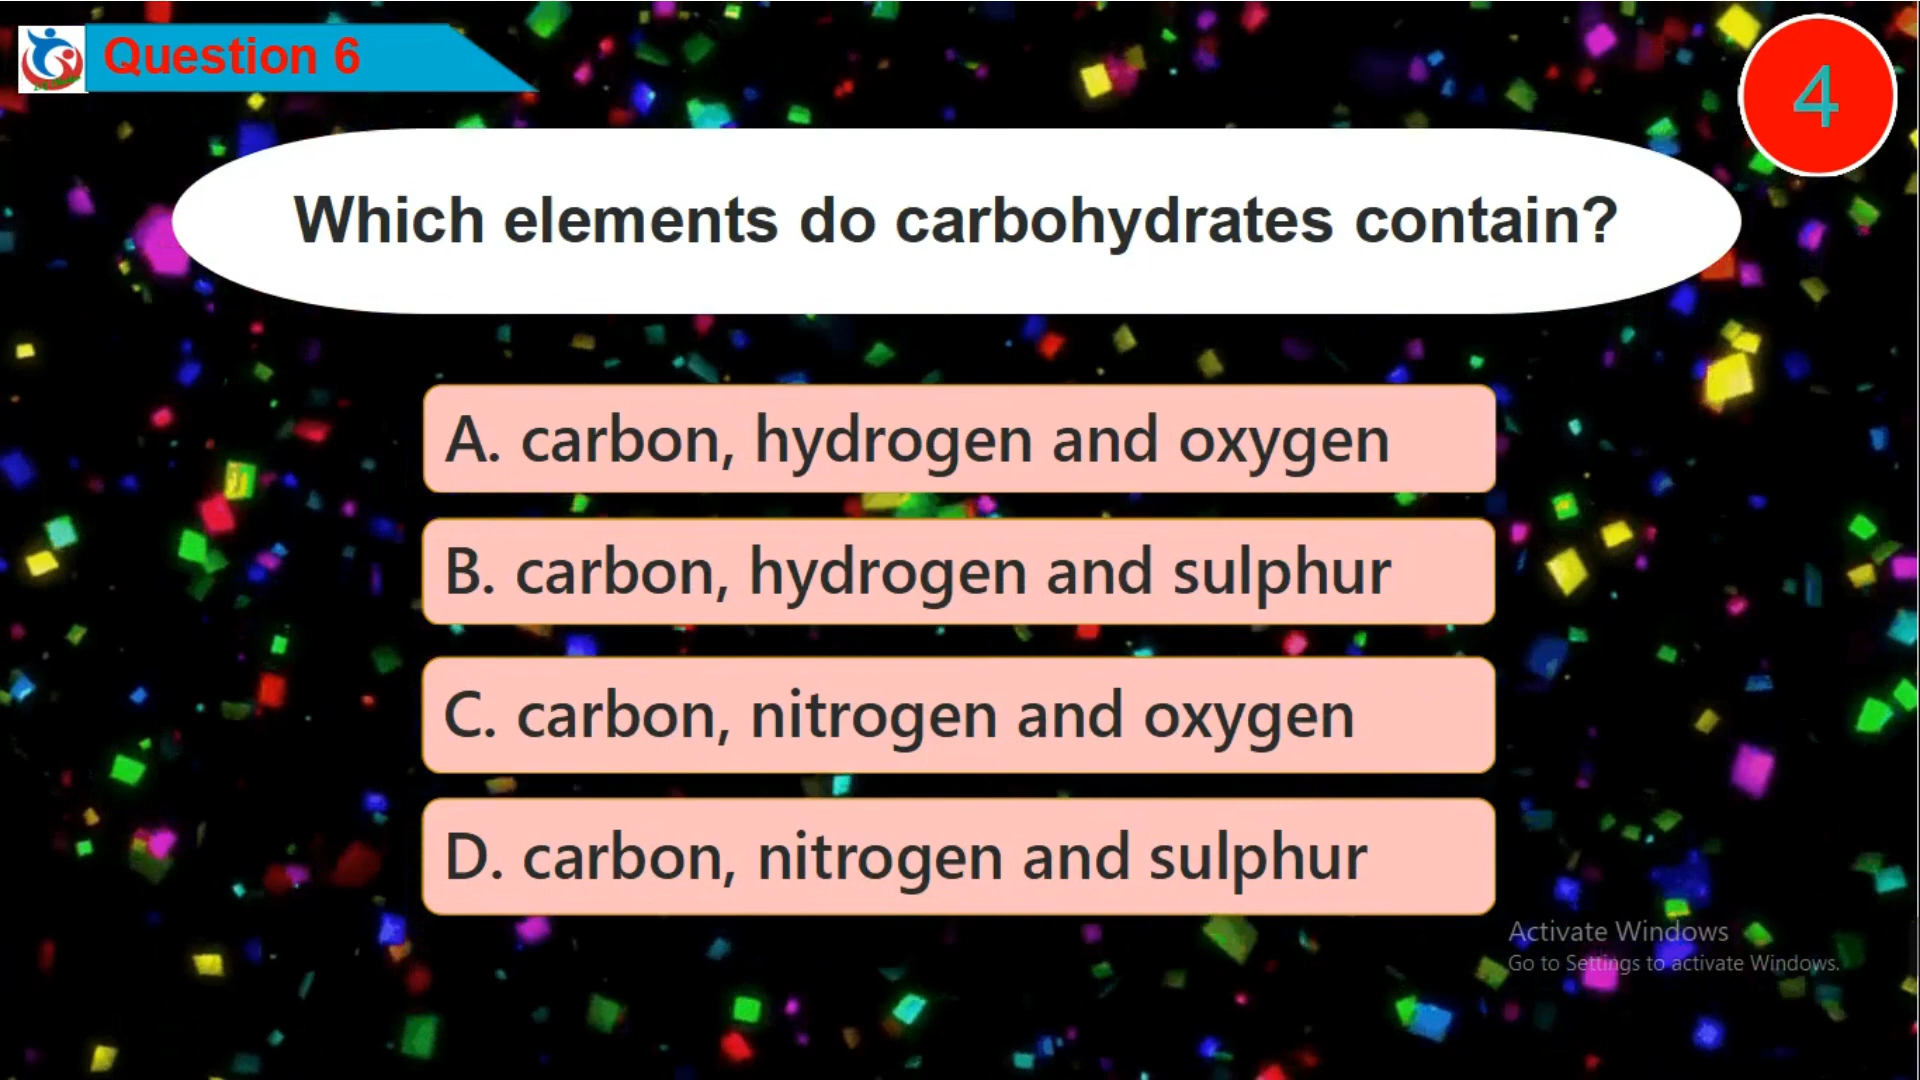 Question 6
4
Which elements do carbohydrates contain?
A. carbon, hydrogen and oxygen
B. carbon, hydrogen and sulphur
C. carbon, nitrogen and oxygen
D. carbon, nitrogen and sulphur
Activate Windows
Go to Settings to activate Windows.